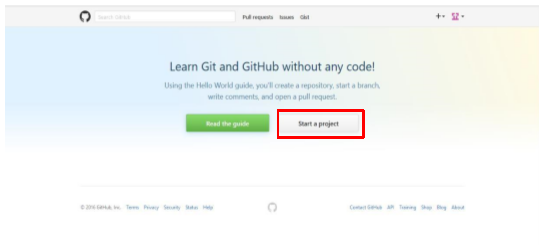 Search GitHub
Pull requests Issues Gist
Learn Git and GitHub without any code!
Using the Hello World guide, you'll create a repository, start a branch,
write comments, and open a pull request.
Read the guide Start a project
© 2016 GitHub, Inc. Terms Privacy Security Status Help Contact GitHub API Training Shop Blog About